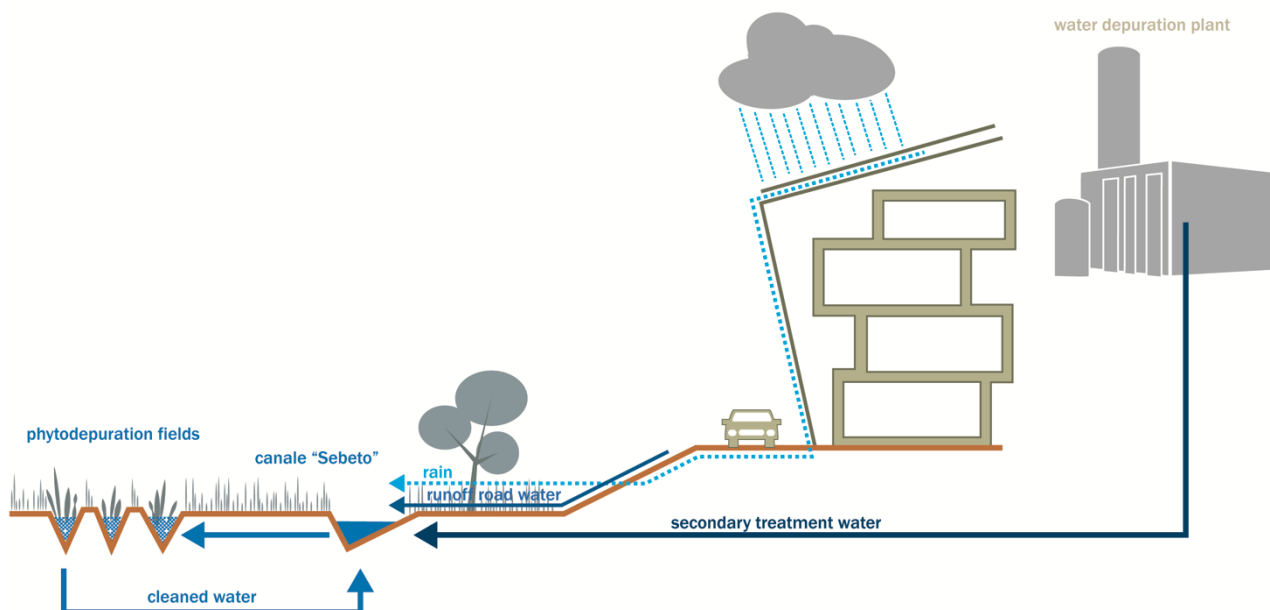 water depuration plant
phytodepuration fields
canale “Sebeto”
rain
runoff road water
secondary treatment water
cleaned water